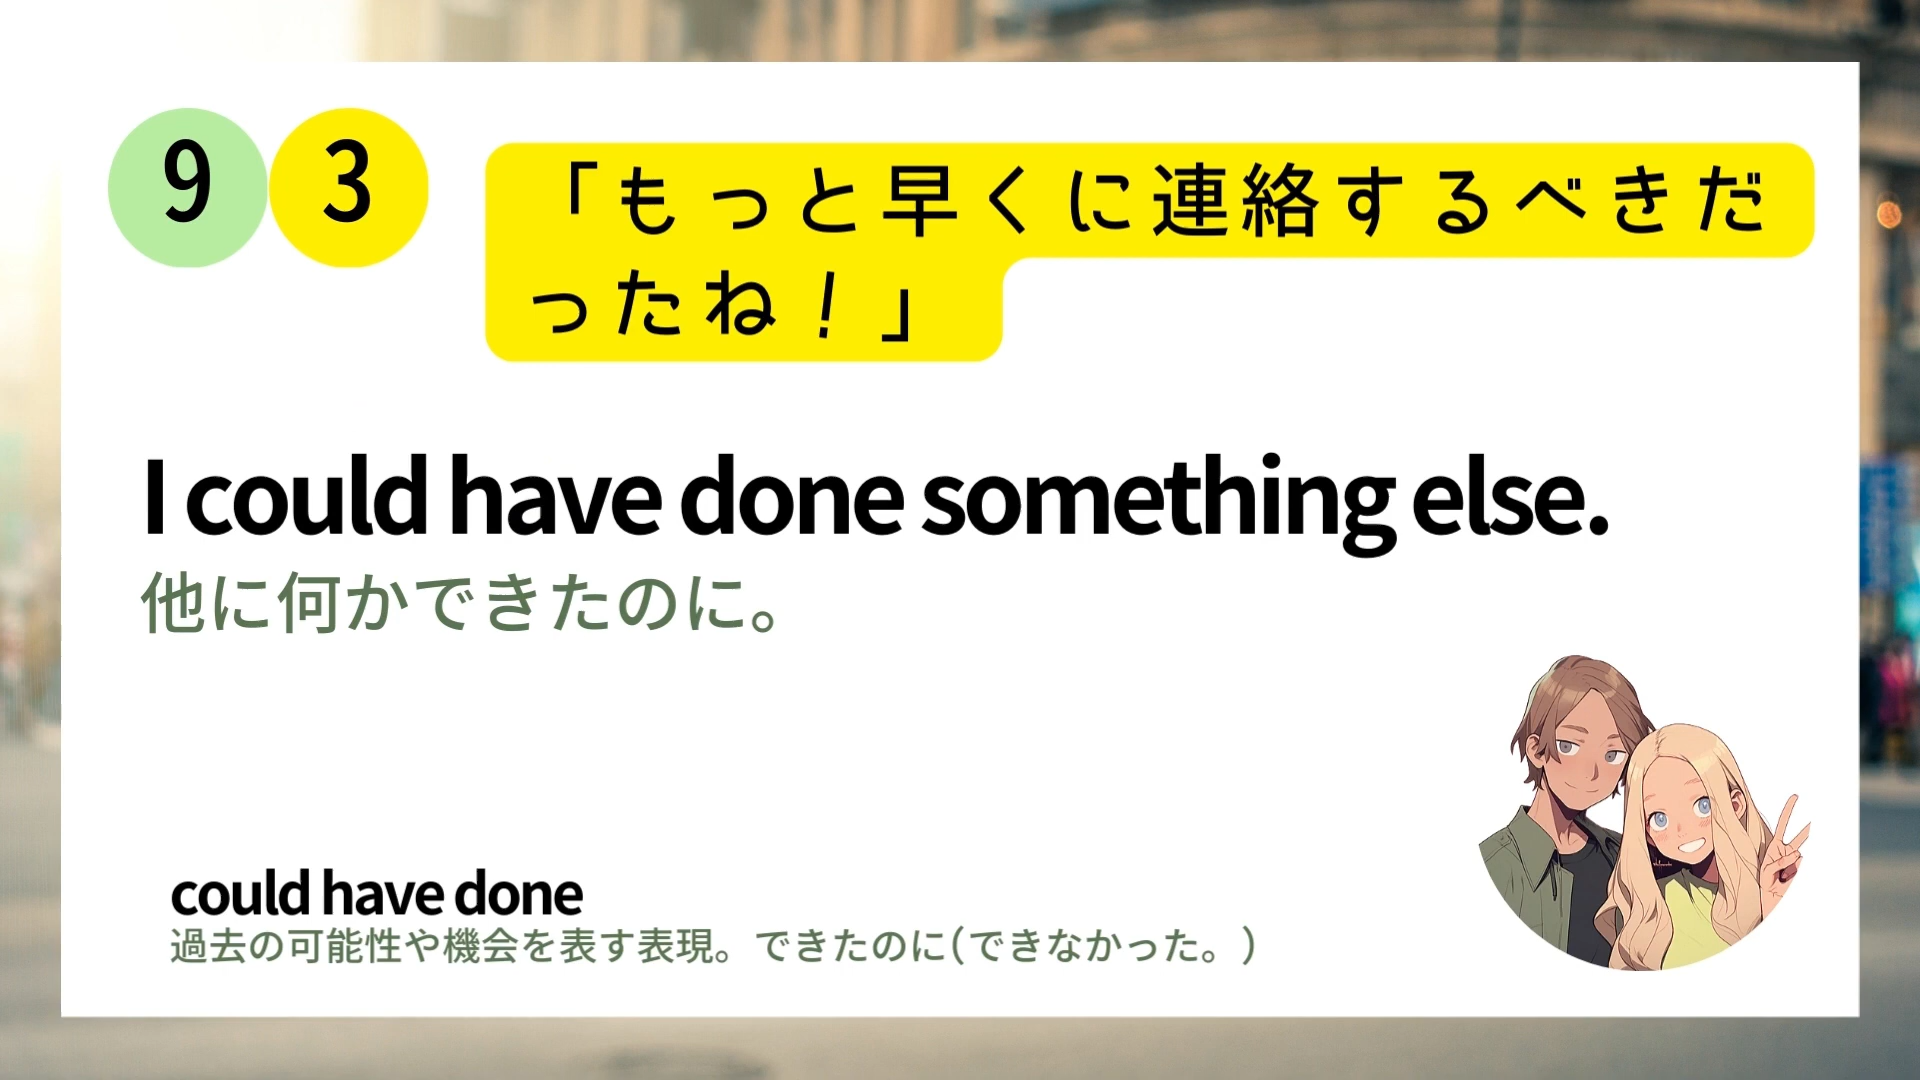 9 3
「もっと早くに連絡するべきだ
ったね！」
I could have done something else.
他に何かできたのに。
could have done
過去の可能性や機会を表す表現。できたのに(できなかった。)